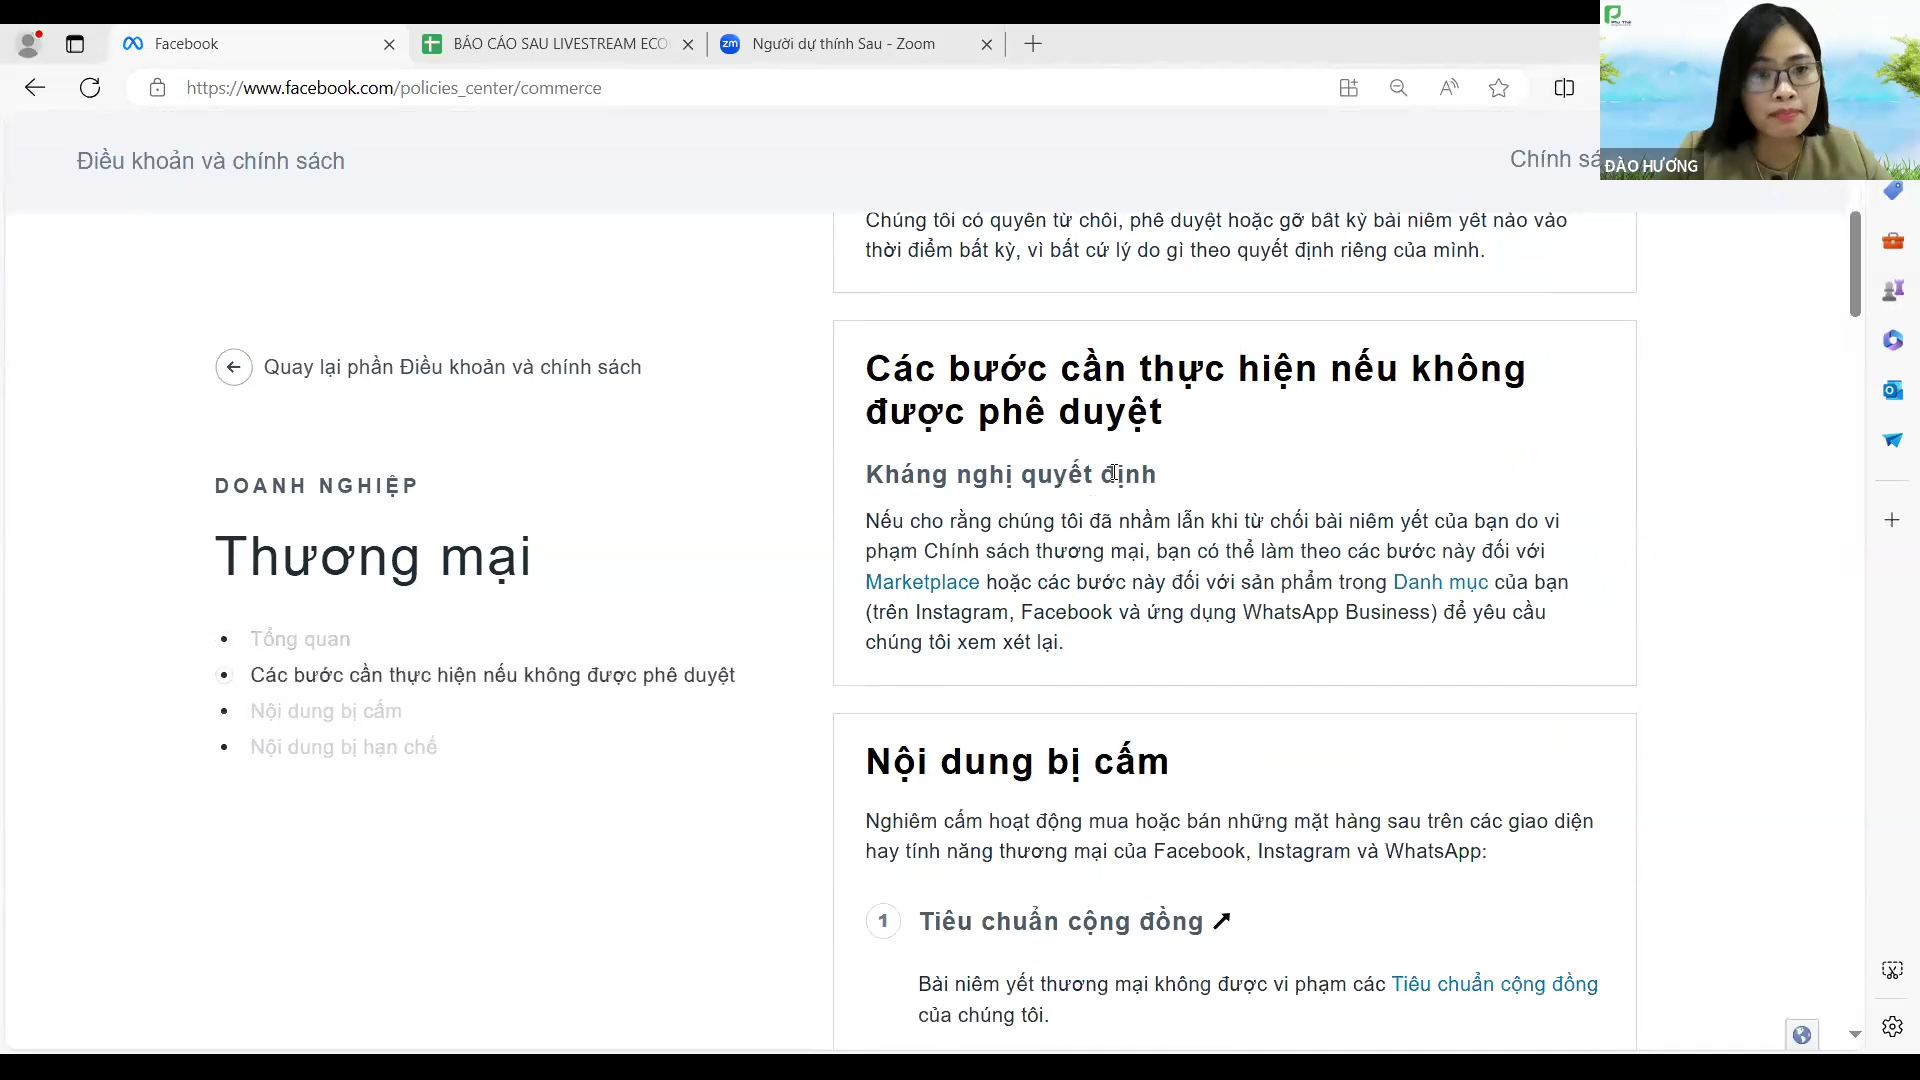 Facebook
BÁO CÁO SAU LIVESTREAM ECO
zm
Người dự thính Sau - Zoom
https://www.facebook.com/policies_center/commerce
Điều khoản và chính sách
Chính sá
ĐÀO HƯƠNG
Chúng tôi có quyền từ chối, phê duyệt hoặc gỡ bất kỳ bài niêm yết nào vào
thời điểm bất kỳ, vì bất cứ lý do gì theo quyết định riêng của mình.
Quay lại phần Điều khoản và chính sách
DOANH NGHIỆP
Thương mại
Tổng quan
Các bước cần thực hiện nếu không được phê duyệt
Nội dung bị cấm
Nội dung bị hạn chế
Các bước cần thực hiện nếu không
được phê duyệt
Kháng nghị quyết định
Nếu cho rằng chúng tôi đã nhầm lẫn khi từ chối bài niêm yết của bạn do vi
phạm Chính sách thương mại, bạn có thể làm theo các bước này đối với
Marketplace hoặc các bước này đối với sản phẩm trong Danh mục của bạn
(trên Instagram, Facebook và ứng dụng WhatsApp Business) để yêu cầu
chúng tôi xem xét lại.
Nội dung bị cấm
Nghiêm cấm hoạt động mua hoặc bán những mặt hàng sau trên các giao diện
hay tính năng thương mại của Facebook, Instagram và WhatsApp:
1 Tiêu chuẩn cộng đồng
Bài niêm yết thương mại không được vi phạm các Tiêu chuẩn cộng đồng
của chúng tôi.